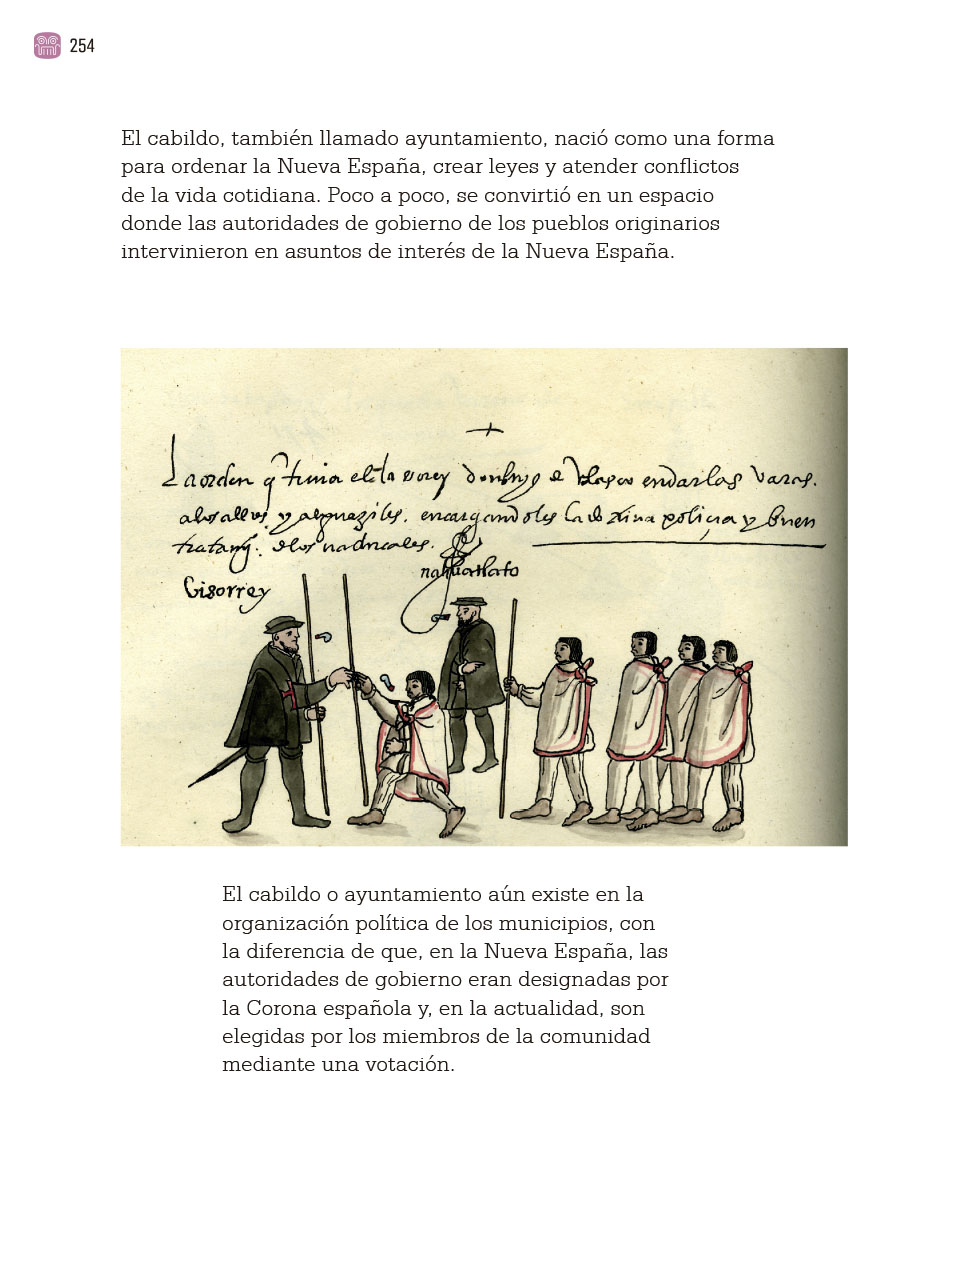 254
El cabildo, también llamado ayuntamiento, nació como una forma
para ordenar la Nueva España, crear leyes y atender conflictos
de la vida cotidiana. Poco a poco, se convirtió en un espacio
donde las autoridades de gobierno de los pueblos originarios
intervinieron en asuntos de interés de la Nueva España.
La orden q tenia el visorey don luys de velasco en dar las varas.
a los alldes y alguaziles. encargandoles la doctrina poliçia y buen
tratamj. de los naturales.
nahuatlato
Visorrey
El cabildo o ayuntamiento aún existe en la
organización política de los municipios, con
la diferencia de que, en la Nueva España, las
autoridades de gobierno eran designadas por
la Corona española y, en la actualidad, son
elegidas por los miembros de la comunidad
mediante una votación.